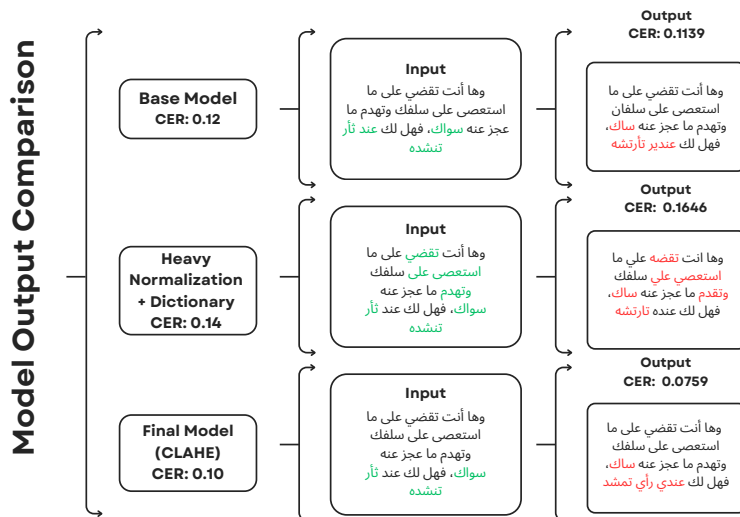 Model Output Comparison
Base Model
CER: 0.12
Input
وها أنت تقضي على ما
استعصى على سلفك وتهدم ما
عجز عنه سواك، فهل لك عند ثأر
تنشده
Output
CER: 0.1139
وها أنت تقضي على ما
استعصى على سلفان
وتهدم ما عجز عنه ساك،
فهل لك عندير تأرتشه
Heavy
Normalization
+ Dictionary
CER: 0.14
Input
وها أنت تقضي على ما
استعصى على سلفك
وتهدم ما عجز عنه
سواك، فهل لك عند ثأر
تنشده
Output
CER: 0.1646
وها انت تقضه علي ما
استعصي علي سلفك
وتقدم ما عجز عنه ساك،
فهل لك عنده تارتشه
Final Model
(CLAHE)
CER: 0.10
Input
وها أنت تقضي على ما
استعصى على سلفك
وتهدم ما عجز عنه
سواك، فهل لك عند ثأر
تنشده
Output
CER: 0.0759
وها أنت تقضي على ما
استعصى على سلفك
وتهدم ما عجز عنه ساك،
فهل لك عندي رأي تمشد